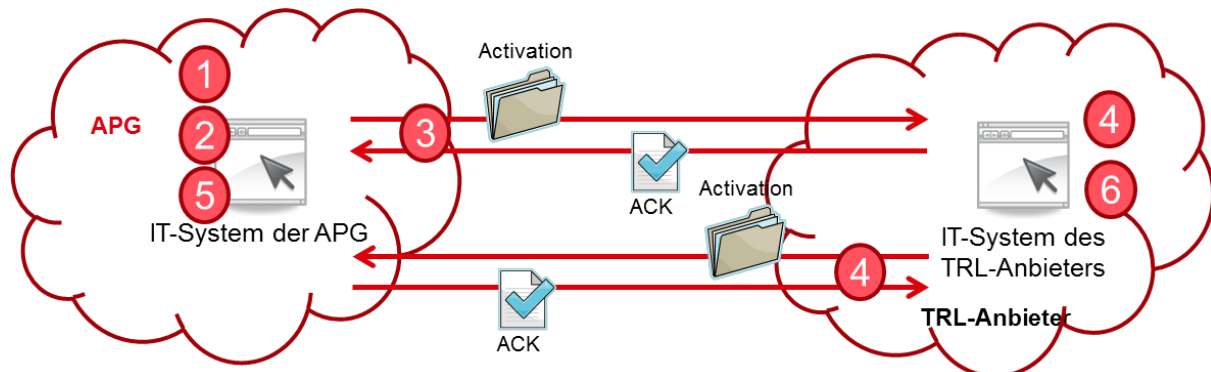 1
Activation
APG
2
3
4
5
6
ACK
Activation
IT-System der APG
IT-System des
TRL-Anbieters
4
TRL-Anbieter
ACK